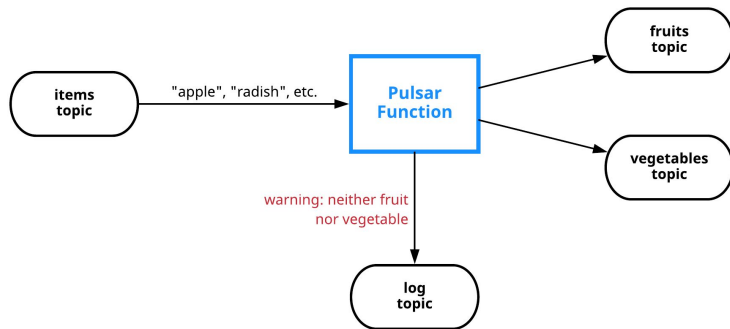 fruits
topic
items
topic
"apple", "radish", etc.
Pulsar
Function
vegetables
topic
warning: neither fruit
nor vegetable
log
topic